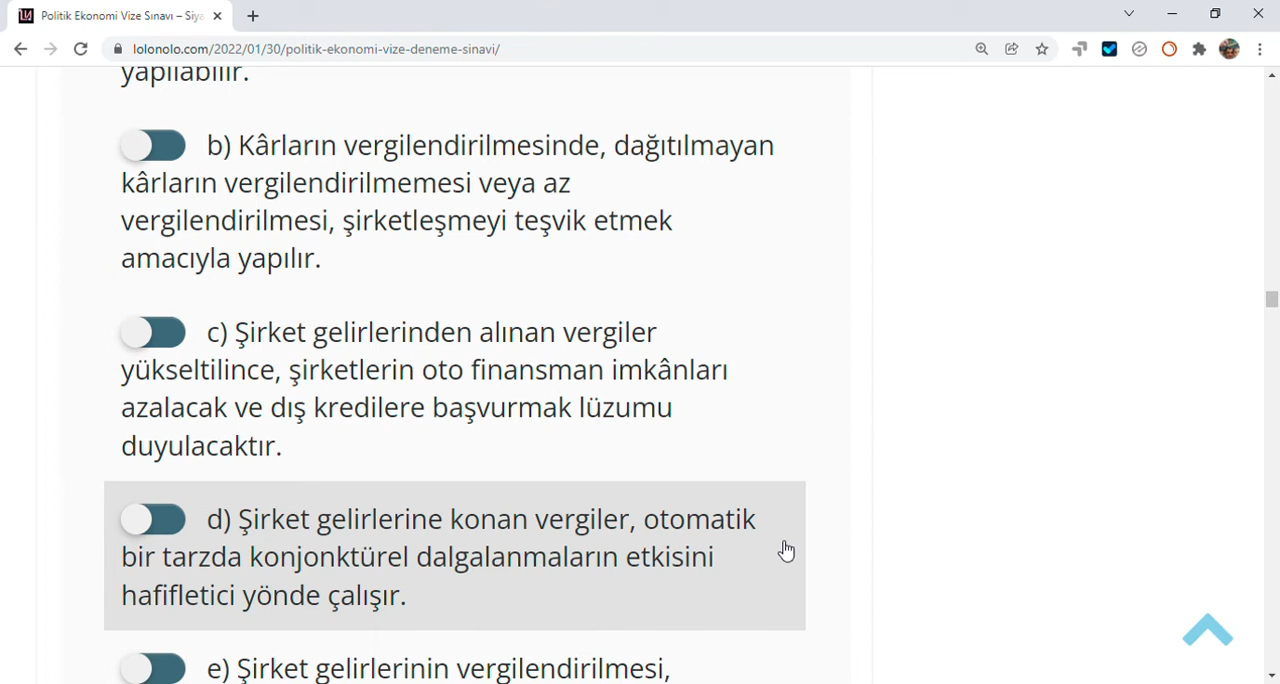 Politik Ekonomi Vize Sınavı – Siya
lolonolo.com/2022/01/30/politik-ekonomi-vize-deneme-sinavi/
yapılabilir.
b) Kârların vergilendirilmesinde, dağıtılmayan
kârların vergilendirilmemesi veya az
vergilendirilmesi, şirketleşmeyi teşvik etmek
amacıyla yapılır.
c) Şirket gelirlerinden alınan vergiler
yükseltilince, şirketlerin oto finansman imkânları
azalacak ve dış kredilere başvurmak lüzumu
duyulacaktır.
d) Şirket gelirlerine konan vergiler, otomatik
bir tarzda konjonktürel dalgalanmaların etkisini
hafifletici yönde çalışır.
e) Şirket gelirlerinin vergilendirilmesi,